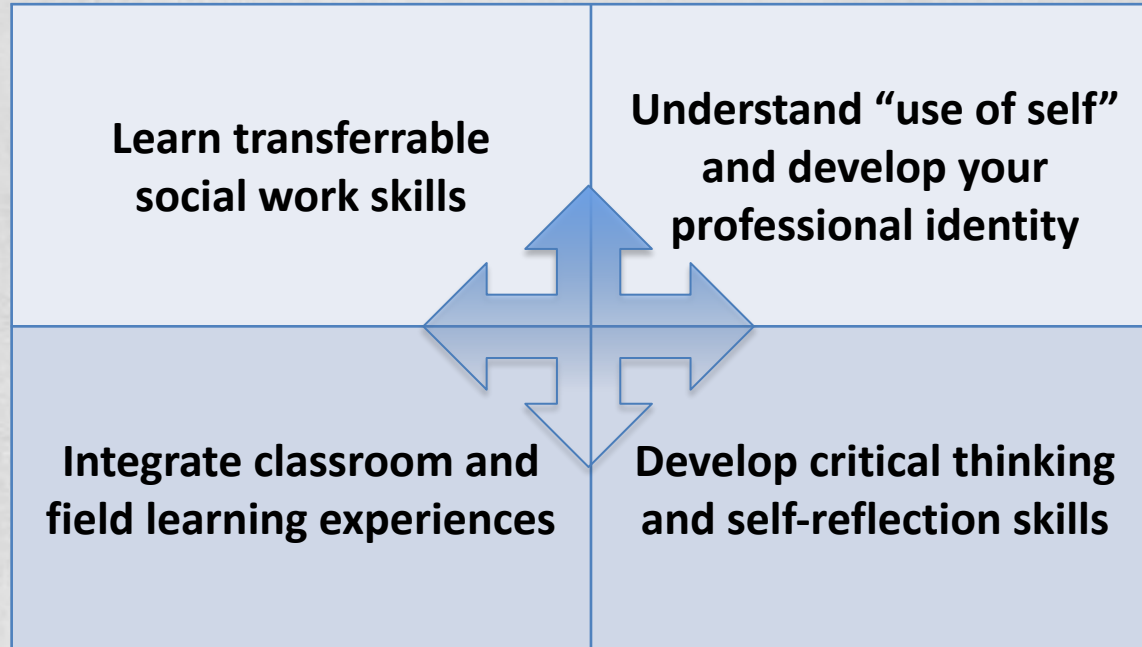 Learn transferrable
social work skills
Understand “use of self”
and develop your
professional identity
Integrate classroom and
field learning experiences
Develop critical thinking
and self-reflection skills